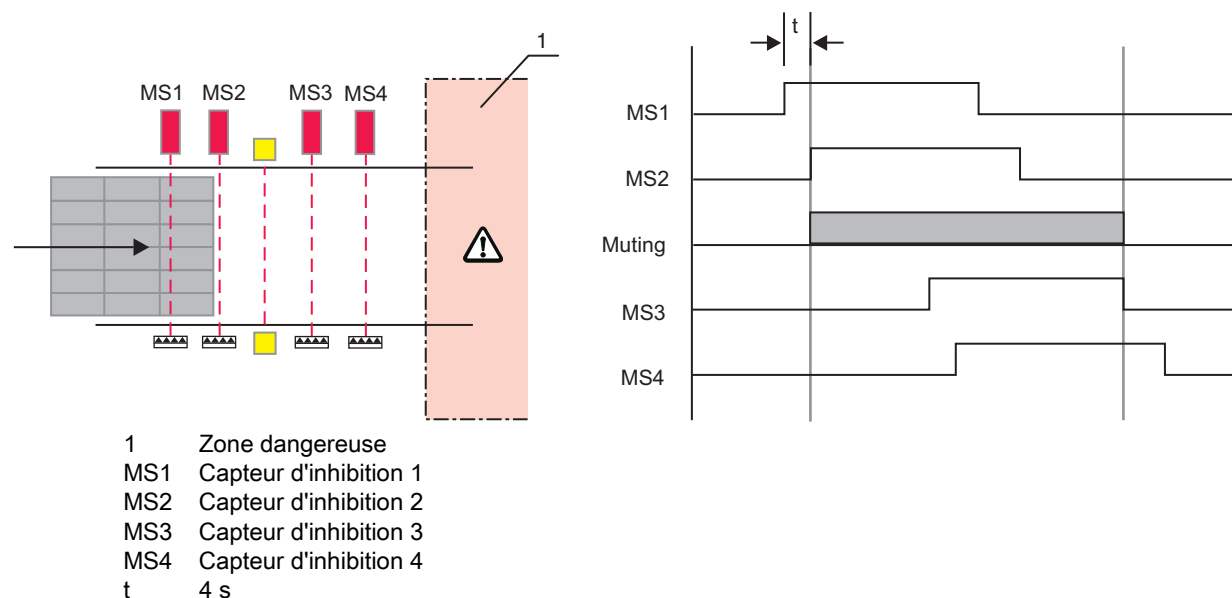 1
MS1 MS2 MS3 MS4
t
MS1
MS2
Muting
MS3
MS4
1 Zone dangereuse
MS1 Capteur d'inhibition 1
MS2 Capteur d'inhibition 2
MS3 Capteur d'inhibition 3
MS4 Capteur d'inhibition 4
t 4 s